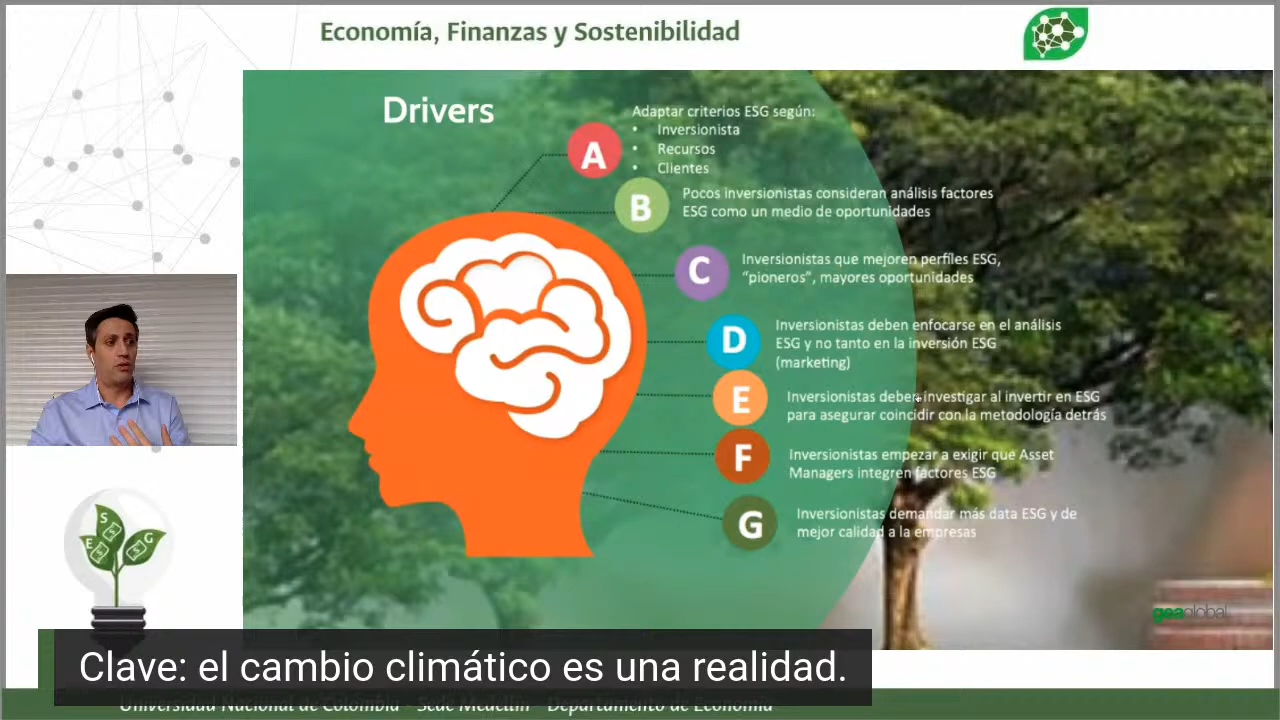 Economía, Finanzas y Sostenibilidad
Drivers
A
Adaptar criterios ESG según:
• Inversionista
• Recursos
• Clientes
B
Pocos inversionistas consideran análisis factores
ESG como un medio de oportunidades
C
Inversionistas que mejoren perfiles ESG,
“pioneros”, mayores oportunidades
D
Inversionistas deben enfocarse en el análisis
ESG y no tanto en la inversión ESG
(marketing)
E
Inversionistas deben investigar al invertir en ESG
para asegurar coincidir con la metodología detrás
F
Inversionistas empezar a exigir que Asset
Managers integren factores ESG
G
Inversionistas demandar más data ESG y de
mejor calidad a la empresas
S
E
G
geaglobal
Clave: el cambio climático es una realidad.
Universidad Nacional de Colombia - Sede Medellín - Departamento de Economía